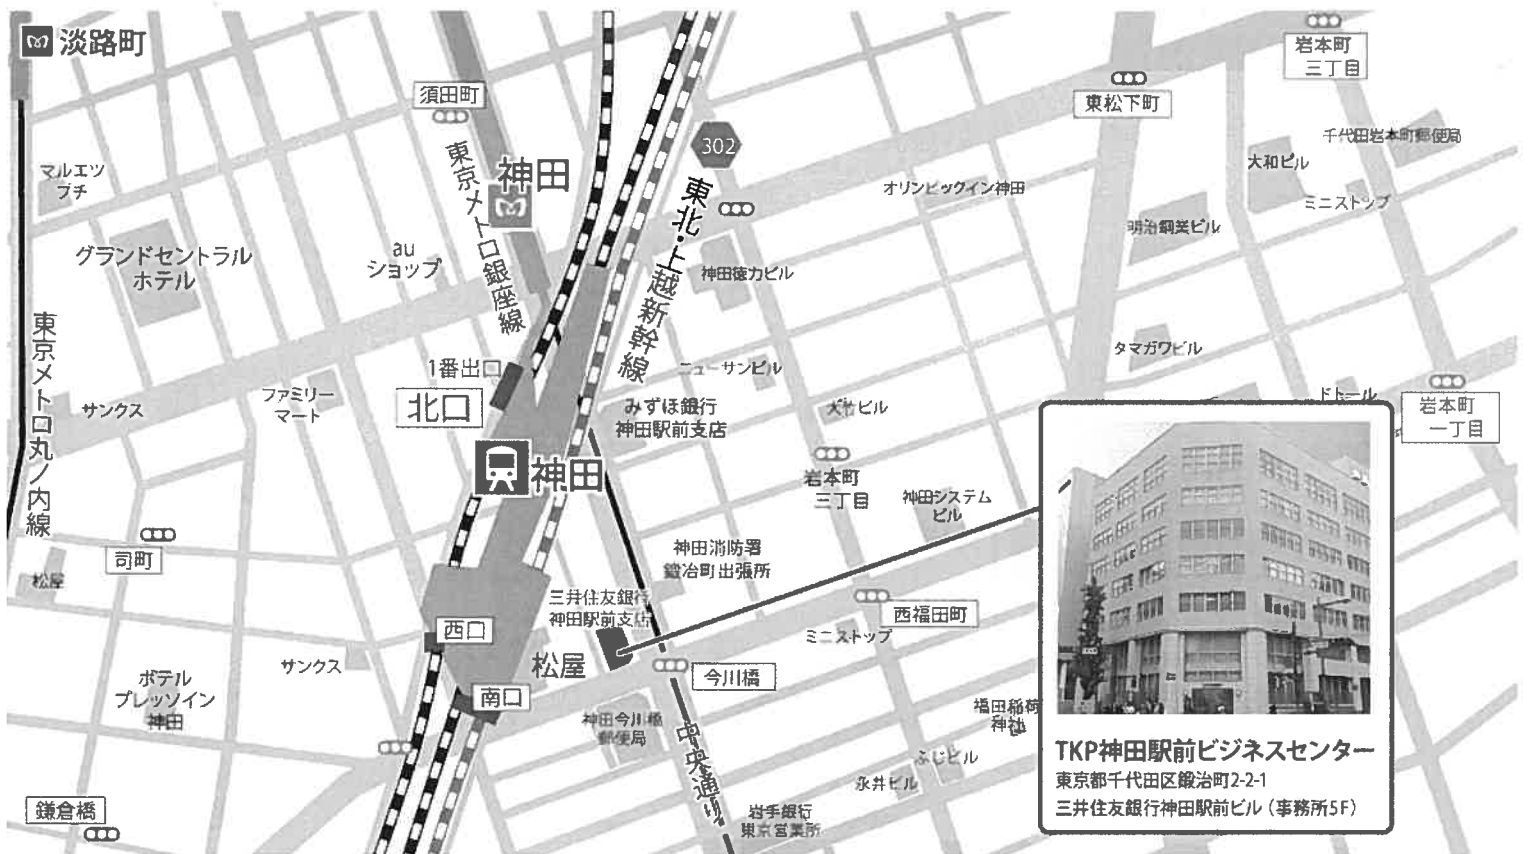 淡路町
須田町
岩本町
三丁目
東松下町
302
マルエツ
プチ
神田
東京メトロ銀座線
東北・上越新幹線
千代田岩本町郵便局
大和ビル
オリンピックイン神田
ミニストップ
明治鋼業ビル
グランドセントラル
ホテル
au
ショップ
神田徳力ビル
東京メトロ丸ノ内線
1番出口
北口
ニューサンビル
タマガワビル
サンクス
ファミリー
マート
みずほ銀行
神田駅前支店
大竹ビル
ドトール
岩本町
一丁目
神田
岩本町
三丁目
神田システム
ビル
司町
松屋
神田消防署
鍛冶町出張所
三井住友銀行
神田駅前支店
西福田町
ミニストップ
西口
サンクス
松屋
今川橋
南口
ホテル
プレッソイン
神田
神田今川橋
郵便局
中央通り
福田稲荷
神社
ふじビル
永井ビル
岩手銀行
東京営業所
鎌倉橋
TKP神田駅前ビジネスセンター
東京都千代田区鍛治町2-2-1
三井住友銀行神田駅前ビル（事務所5F）